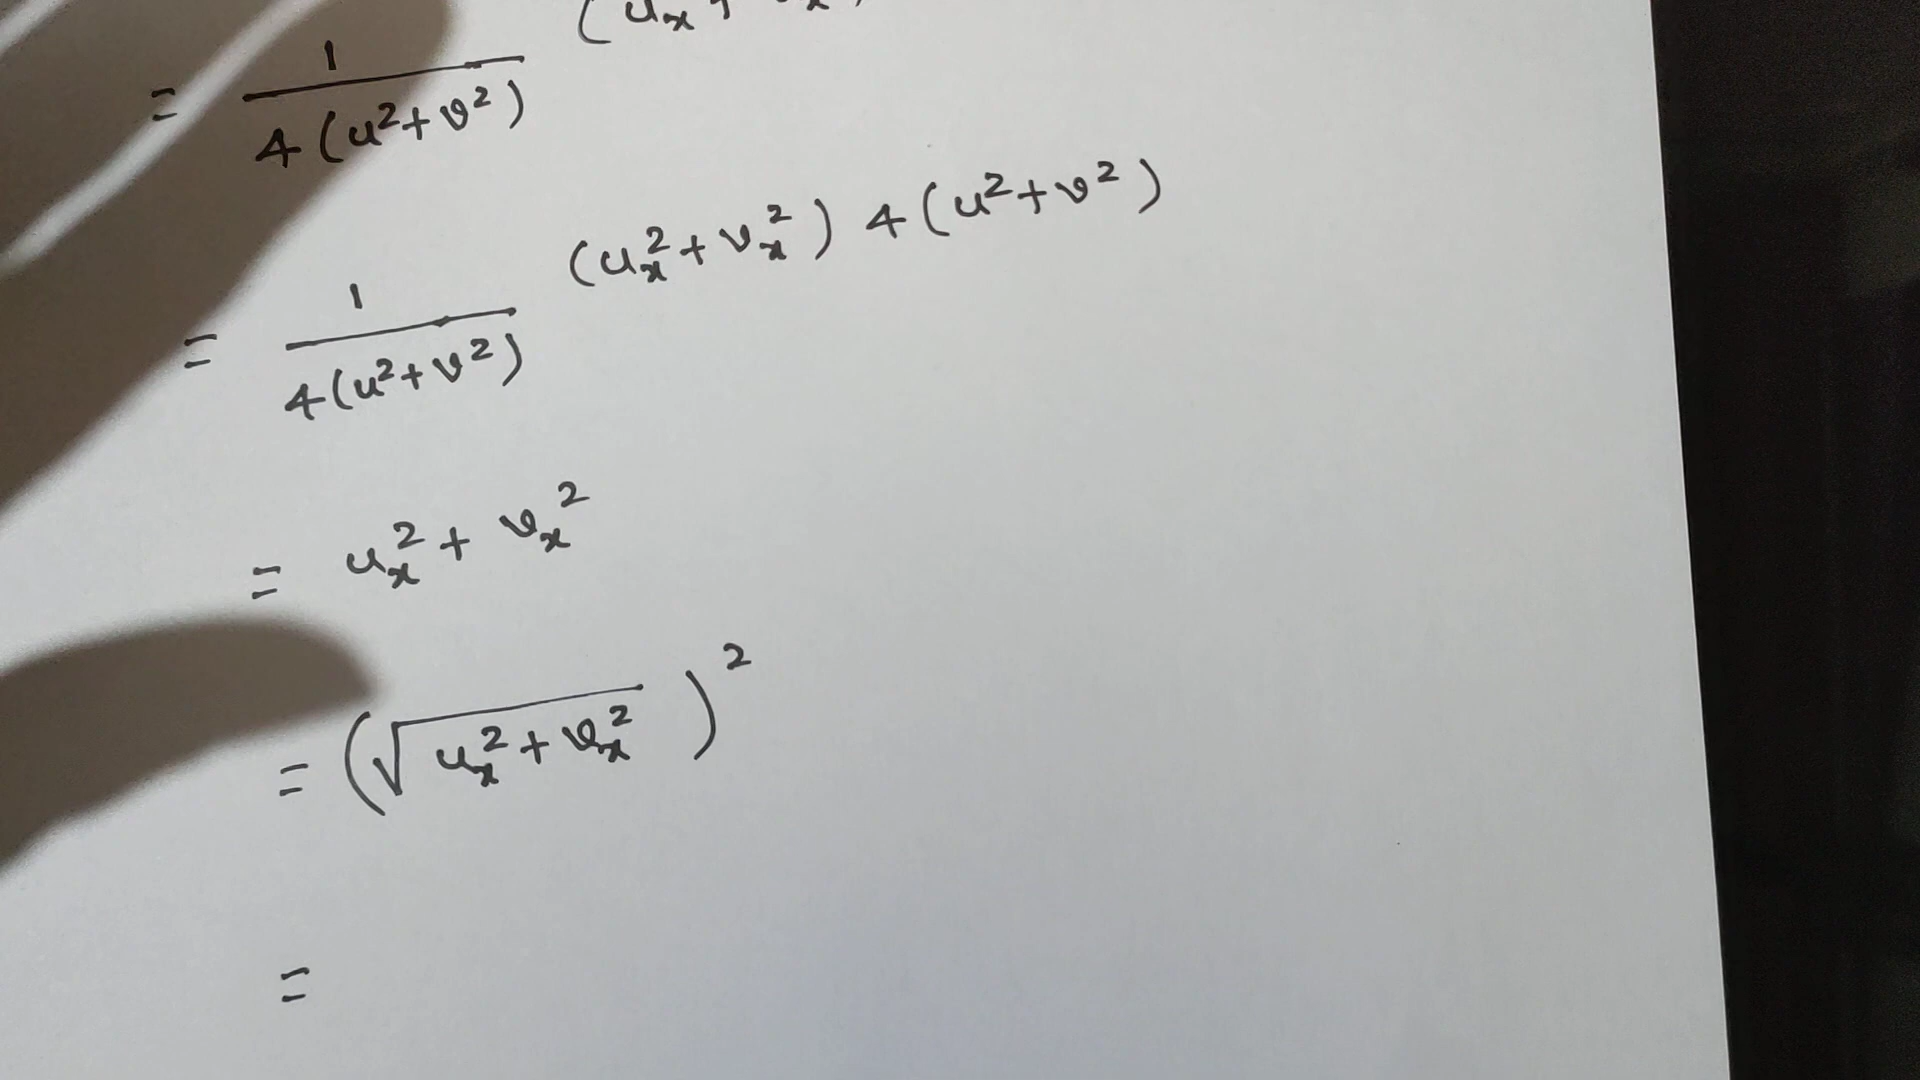 = 1/4(u²+v²)
= 1/4(u²+v²) (uₓ²+vₓ²) 4(u²+v²)
= uₓ² + vₓ²
= (√uₓ²+vₓ²)²
=